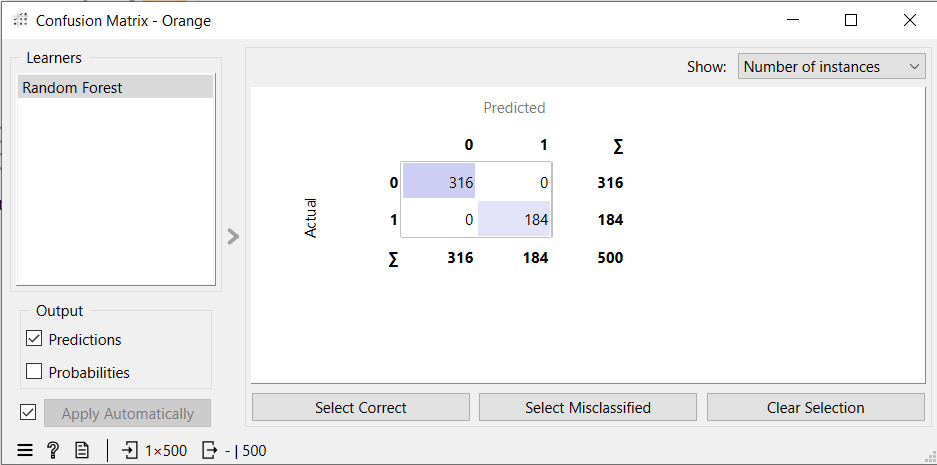 Confusion Matrix - Orange
Learners
Random Forest
Output
Predictions
Probabilities
Apply Automatically
Show: Number of instances
Predicted
0 1 ∑
Actual
0 316 0 316
1 0 184 184
∑ 316 184 500
Select Correct Select Misclassified Clear Selection
? 1×500 - | 500